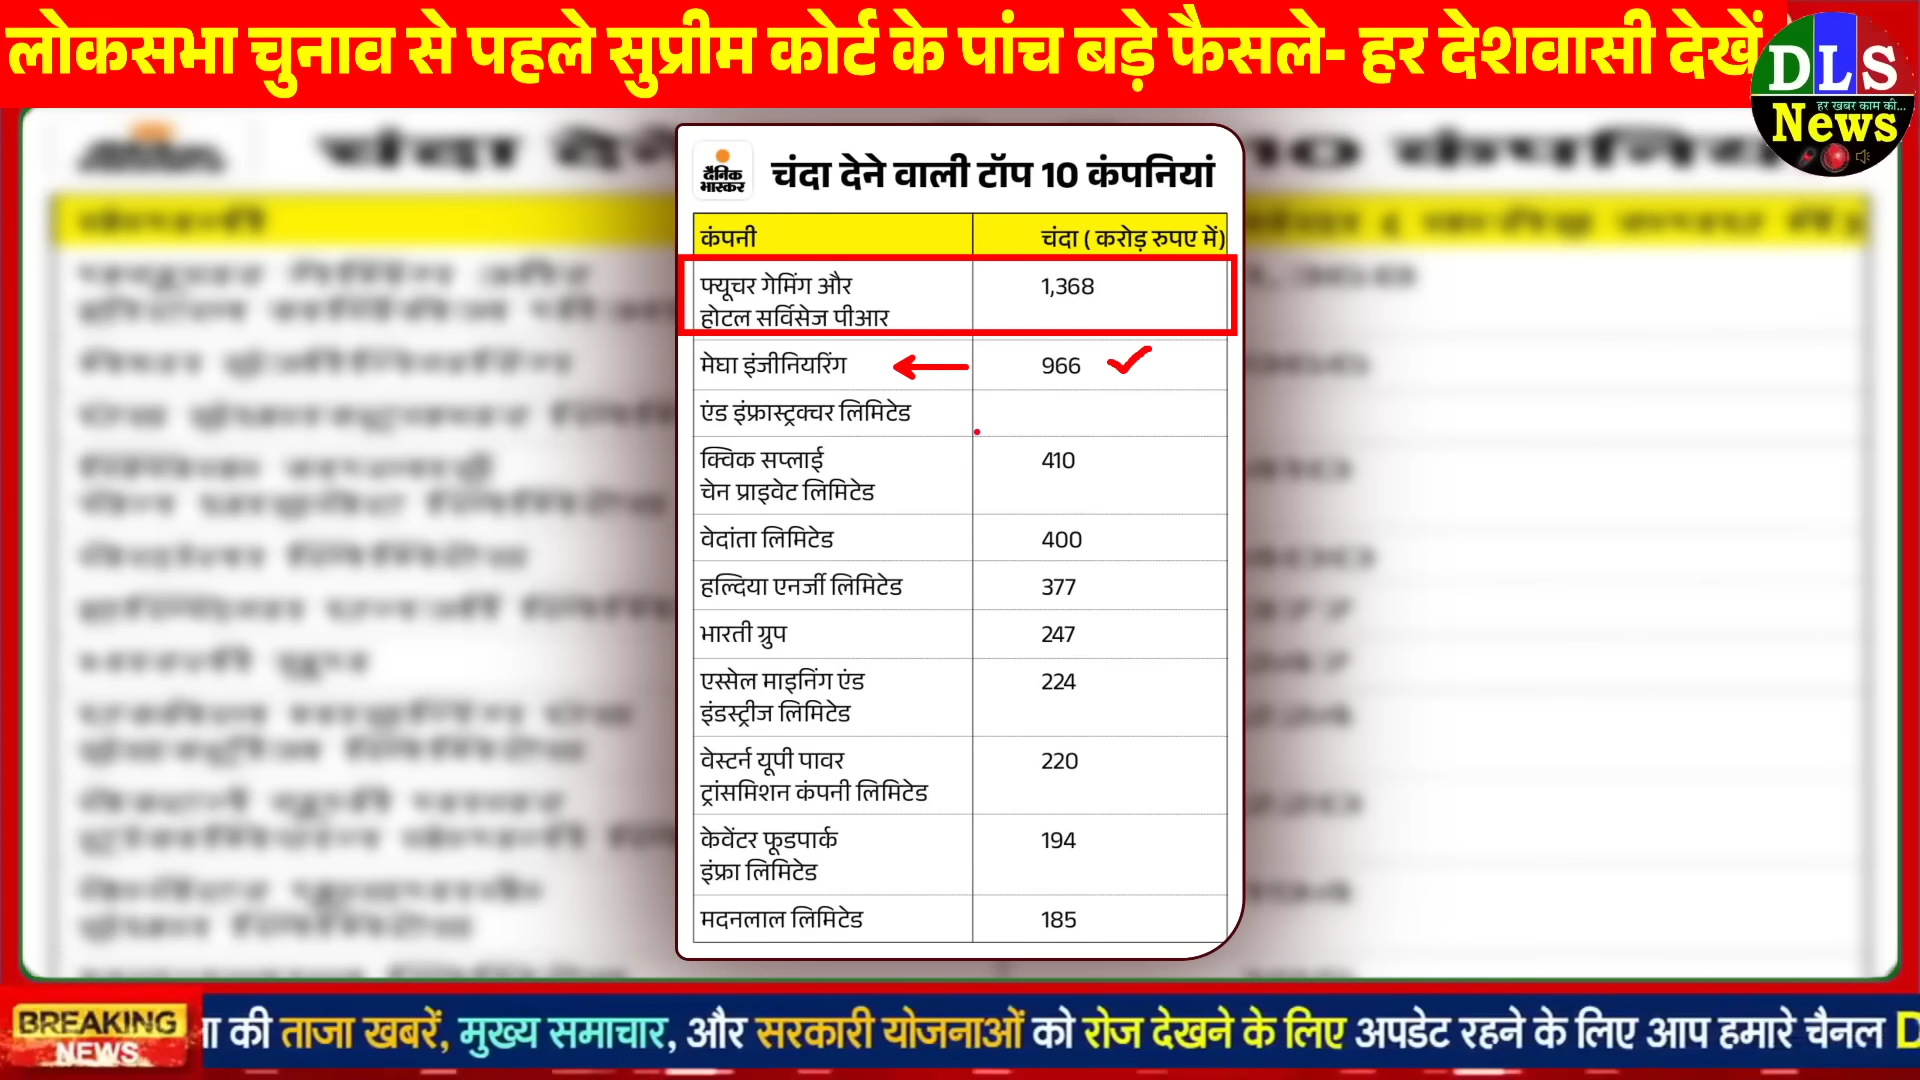 लोकसभा चुनाव से पहले सुप्रीम कोर्ट के पांच बड़े फैसले- हर देशवासी देखें
DLS
हर खबर काम की...
News
दैनिक
भास्कर
चंदा देने वाली टॉप 10 कंपनियां
कंपनी चंदा ( करोड़ रुपए में)
फ्यूचर गेमिंग और 1,368
होटल सर्विसेज पीआर
मेघा इंजीनियरिंग 966
एंड इंफ्रास्ट्रक्चर लिमिटेड
क्विक सप्लाई 410
चेन प्राइवेट लिमिटेड
वेदांता लिमिटेड 400
हल्दिया एनर्जी लिमिटेड 377
भारती ग्रुप 247
एस्सेल माइनिंग एंड 224
इंडस्ट्रीज लिमिटेड
वेस्टर्न यूपी पावर 220
ट्रांसमिशन कंपनी लिमिटेड
केवेंटर फूडपार्क 194
इंफ्रा लिमिटेड
मदनलाल लिमिटेड 185
BREAKING
NEWS
की ताजा खबरें, मुख्य समाचार, और सरकारी योजनाओं को रोज देखने के लिए अपडेट रहने के लिए आप हमारे चैनल D